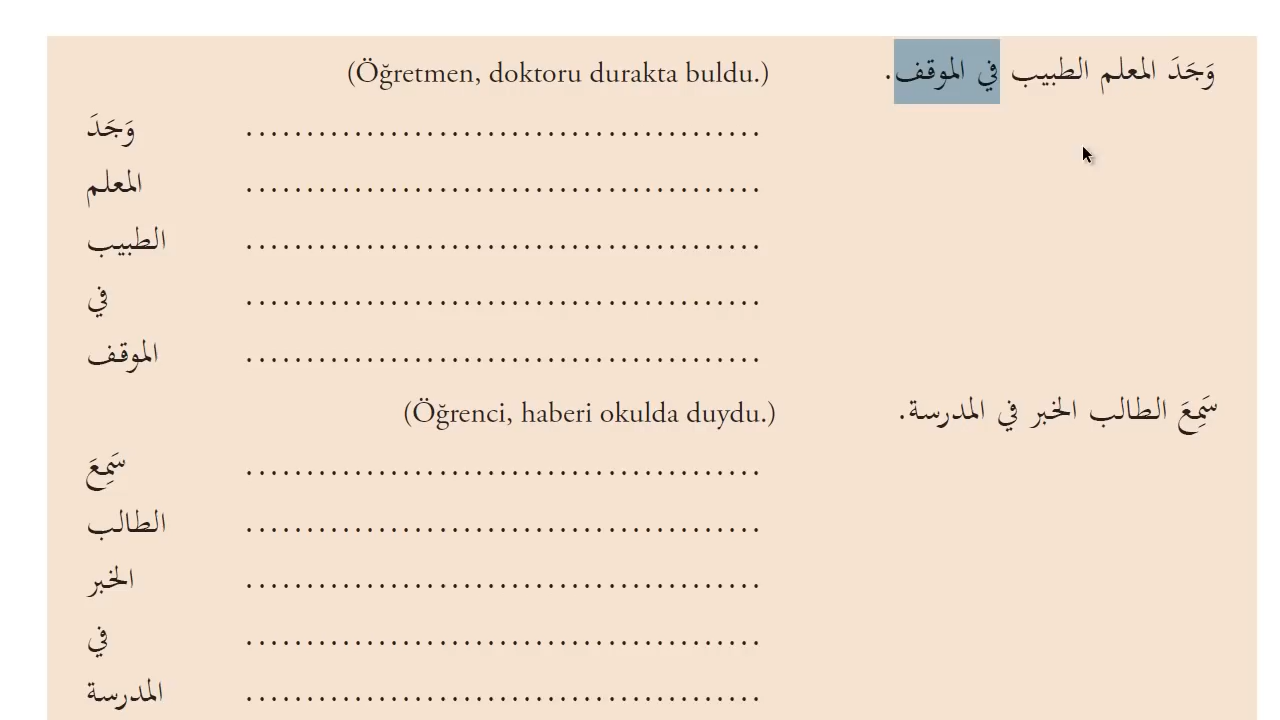 وَجَدَ المعلم الطبيب في الموقف. (Öğretmen, doktoru durakta buldu.)
وَجَدَ ...........................................
المعلم ...........................................
الطبيب ...........................................
في ...........................................
الموقف ...........................................
سَمِعَ الطالب الخبر في المدرسة. (Öğrenci, haberi okulda duydu.)
سَمِعَ ...........................................
الطالب ...........................................
الخبر ...........................................
في ...........................................
المدرسة ...........................................